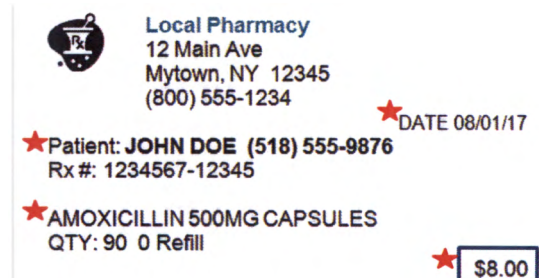 Rx
Local Pharmacy
12 Main Ave
Mytown, NY 12345
(800) 555-1234
DATE 08/01/17
Patient: JOHN DOE (518) 555-9876
Rx #: 1234567-12345
AMOXICILLIN 500MG CAPSULES
QTY: 90 0 Refill
$8.00